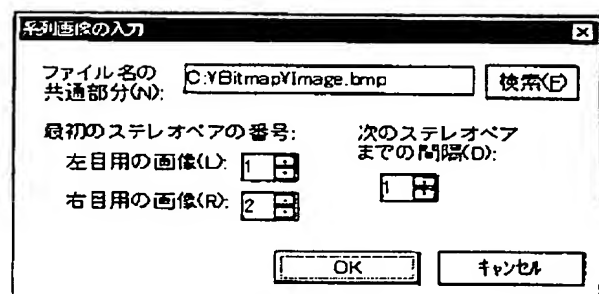 系列画像の入力
ファイル名の
共通部分(N):
C:¥Bitmap¥Image.bmp
検索(F)
最初のステレオペアの番号:
次のステレオペア
までの間隔(D):
左目用の画像(L):
1
1
右目用の画像(R):
2
OK
キャンセル